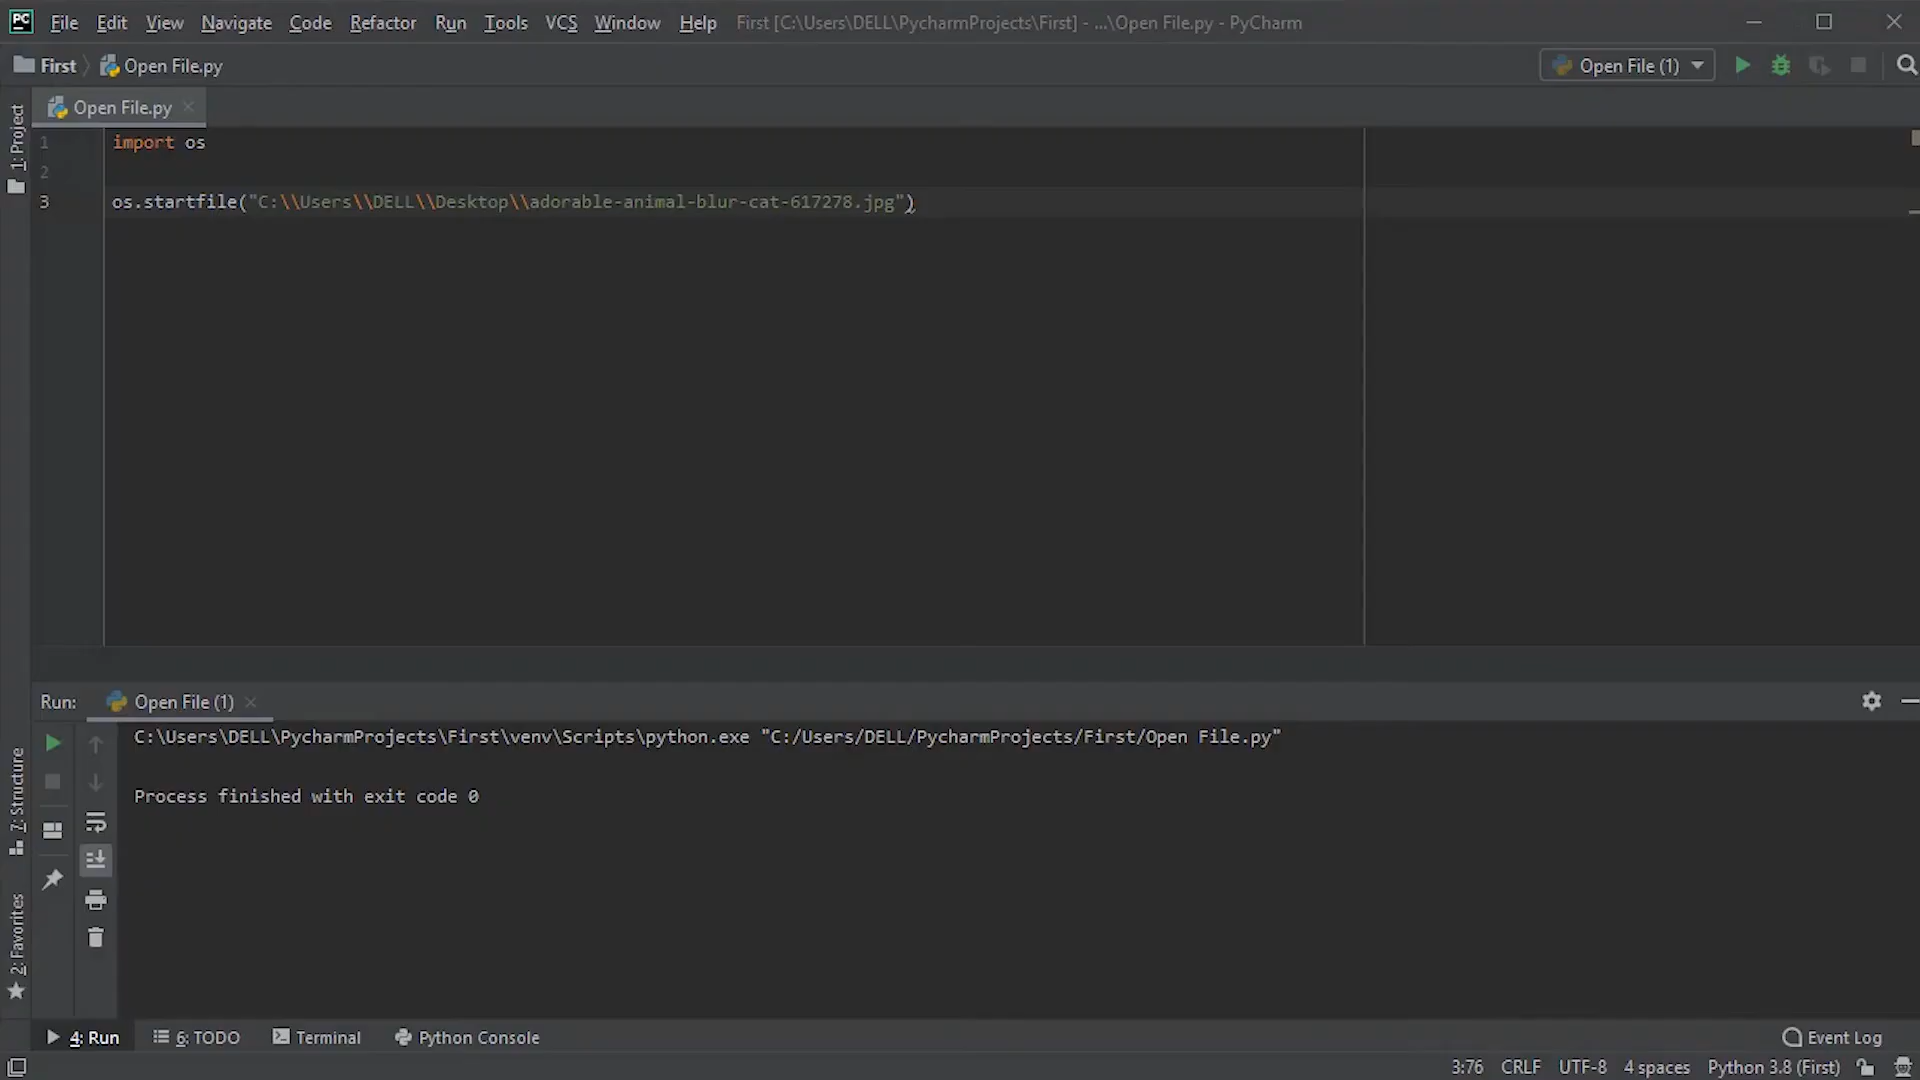 PC File Edit View Navigate Code Refactor Run Tools VCS Window Help First [C:\Users\DELL\PycharmProjects\First] - ...\Open File.py - PyCharm
First Open File.py Open File (1)
Open File.py
1: Project
1 import os
2
3 os.startfile("C:\\Users\\DELL\\Desktop\\adorable-animal-blur-cat-617278.jpg")
Run: Open File (1)
C:\Users\DELL\PycharmProjects\First\venv\Scripts\python.exe "C:/Users/DELL/PycharmProjects/First/Open File.py"
Process finished with exit code 0
7: Structure
2: Favorites
4: Run 6: TODO Terminal Python Console Event Log
3:76 CRLF UTF-8 4 spaces Python 3.8 (First)